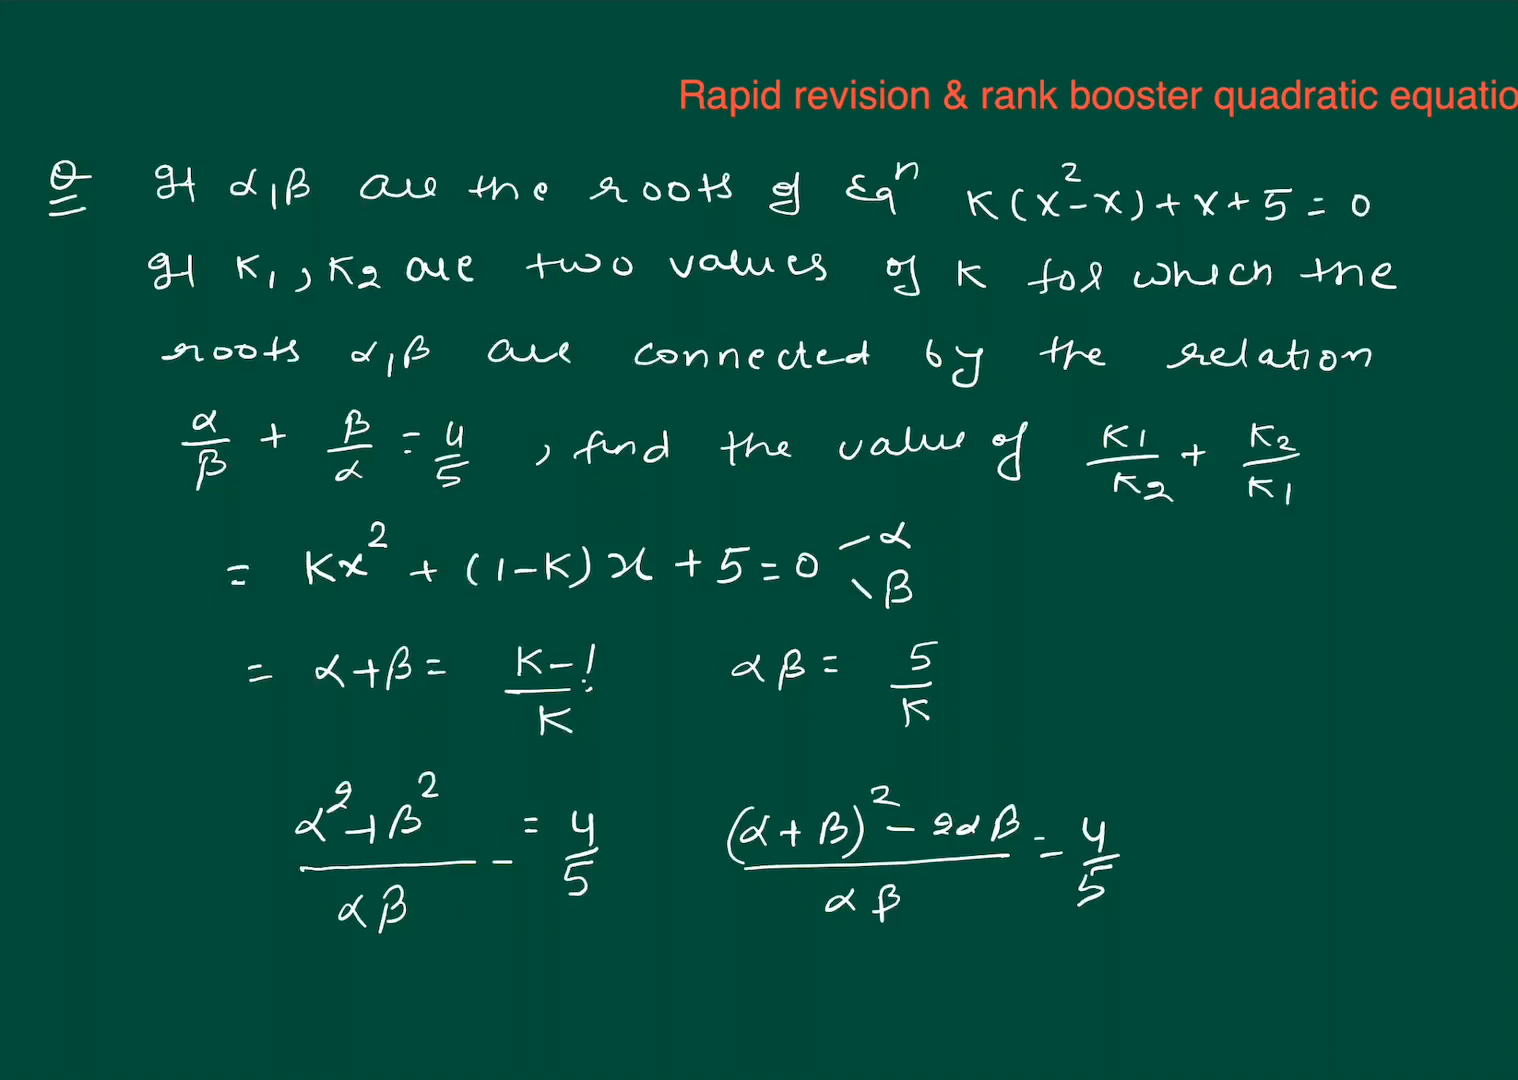 Rapid revision & rank booster quadratic equatio
Q If α, β are the roots of Eqⁿ K(x²-x)+x+5=0
If K₁, K₂ are two values of K for which the
roots α, β are connected by the relation
α/β + β/α = 4/5 , find the value of K1/K2 + K2/K1
= Kx² + (1-K)x + 5 = 0 α β
= α+β = K-1/K αβ = 5/K
α²+β²/αβ = 4/5 (α+β)² - 2αβ/αβ = 4/5